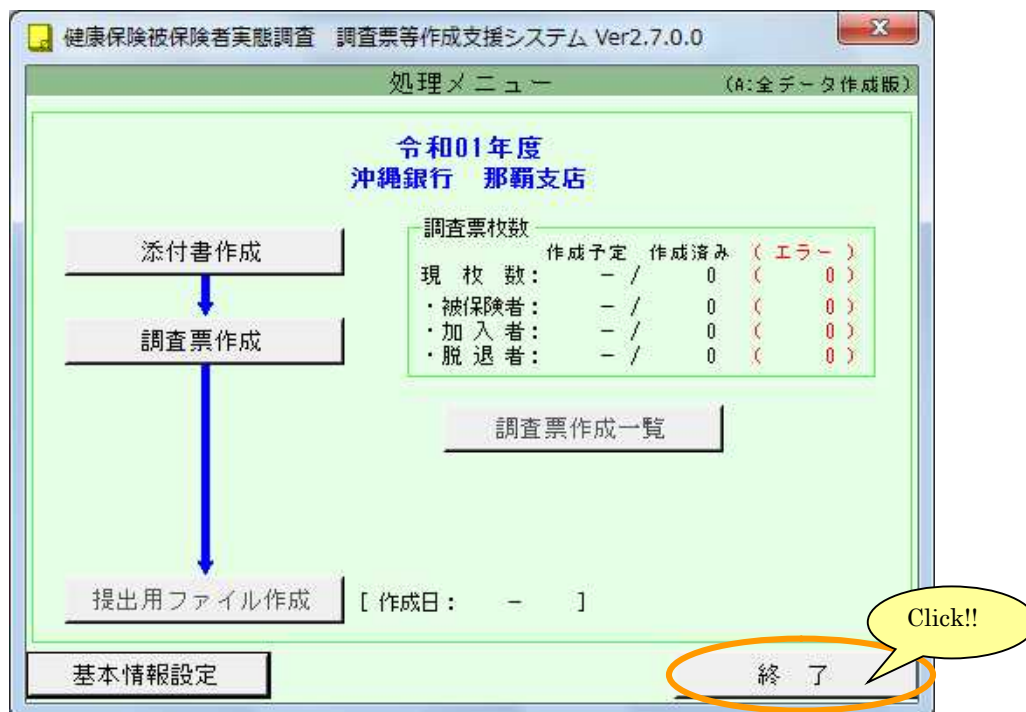 健康保険被保険者実態調査　調査票等作成支援システム Ver2.7.0.0
処理メニュー
(A:全データ作成版)
令和01年度
沖縄銀行　那覇支店
添付書作成
調査票作成
調査票枚数
作成予定 作成済み (エラー)
現 枚 数: － / 0 ( 0)
・被保険者: － / 0 ( 0)
・加 入 者: － / 0 ( 0)
・脱 退 者: － / 0 ( 0)
調査票作成一覧
提出用ファイル作成 [作成日: － ]
Click!!
基本情報設定
終 了